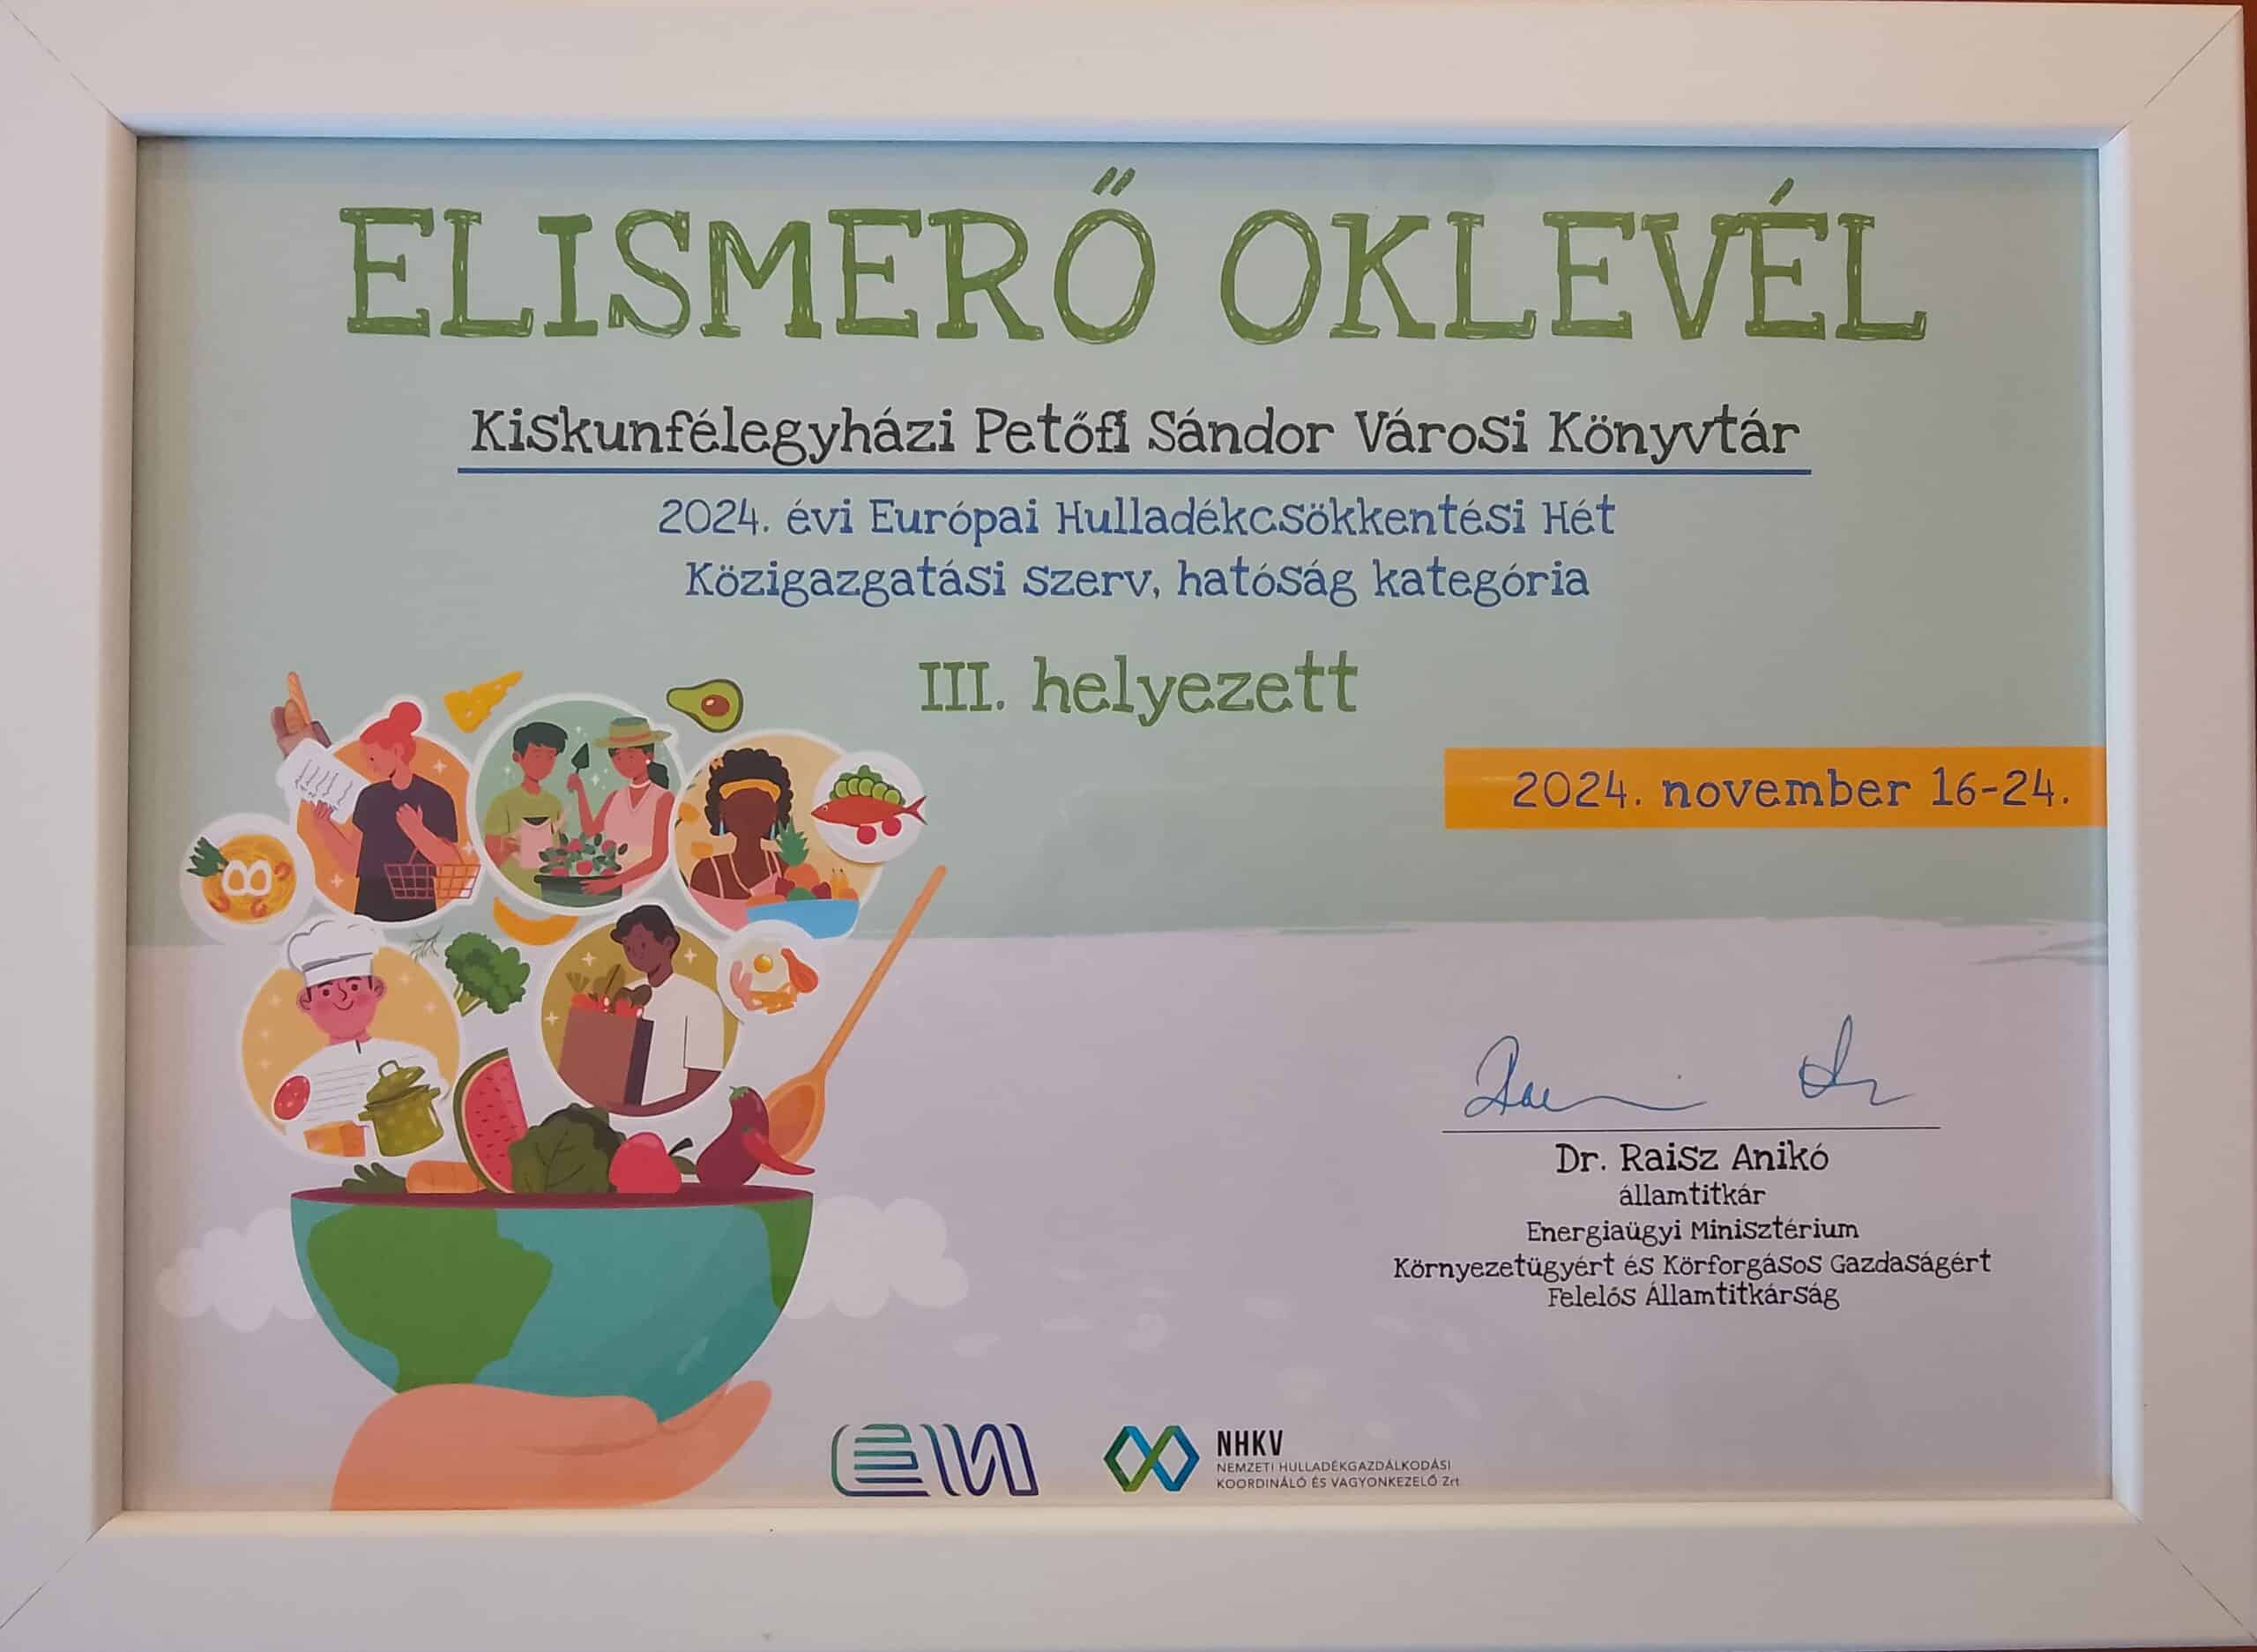 ELISMERŐ OKLEVÉL
Kiskunfélegyházi Petőfi Sándor Városi Könyvtár
2024. évi Európai Hulladékcsökkentési Hét
Közigazgatási szerv, hatóság kategória
III. helyezett
2024. november 16-24.
Dr. Raisz Anikó
államtitkár
Energiaügyi Minisztérium
Környezetügyért és Körforgásos Gazdaságért
Felelős Államtitkárság
em
NHKV
NEMZETI HULLADÉKGAZDÁLKODÁSI
KOORDINÁLÓ ÉS VAGYONKEZELŐ Zrt